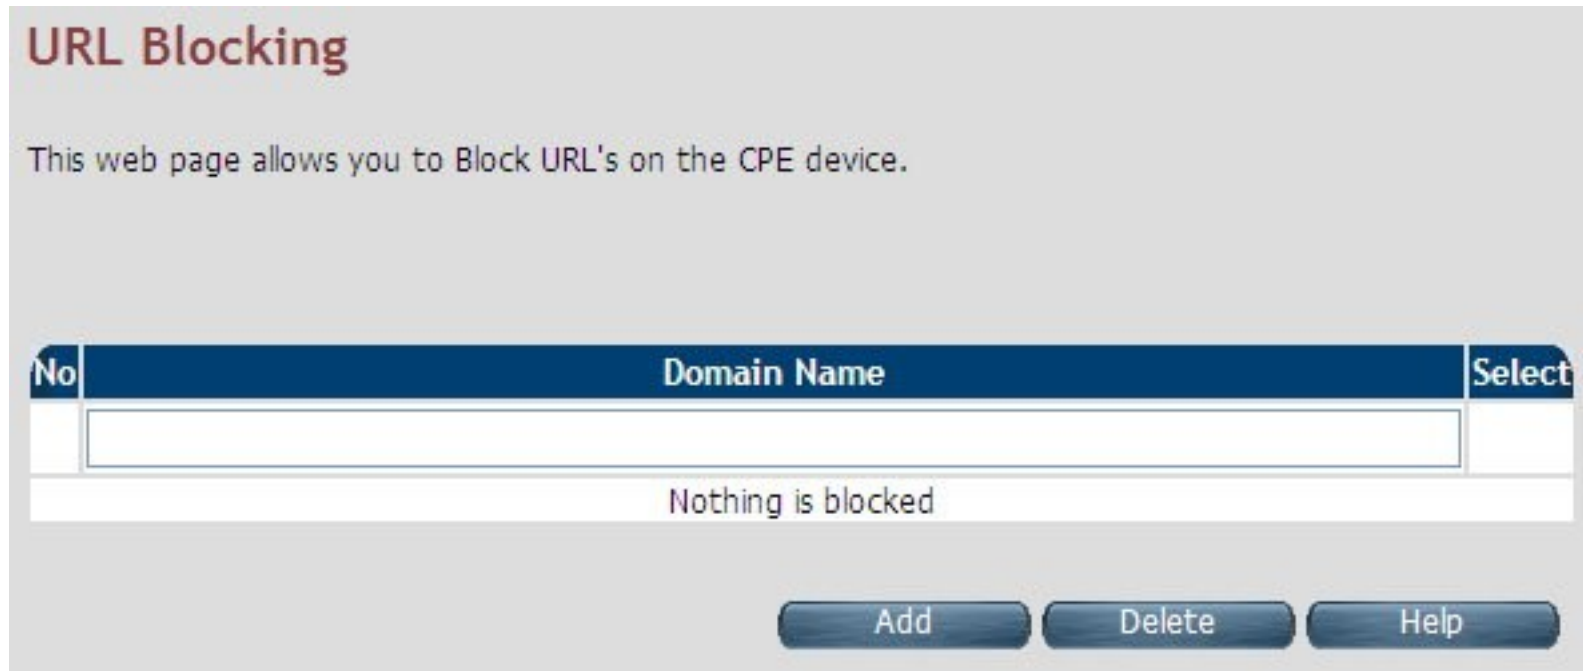 URL Blocking
This web page allows you to Block URL's on the CPE device.
No Domain Name Select
Nothing is blocked
Add Delete Help